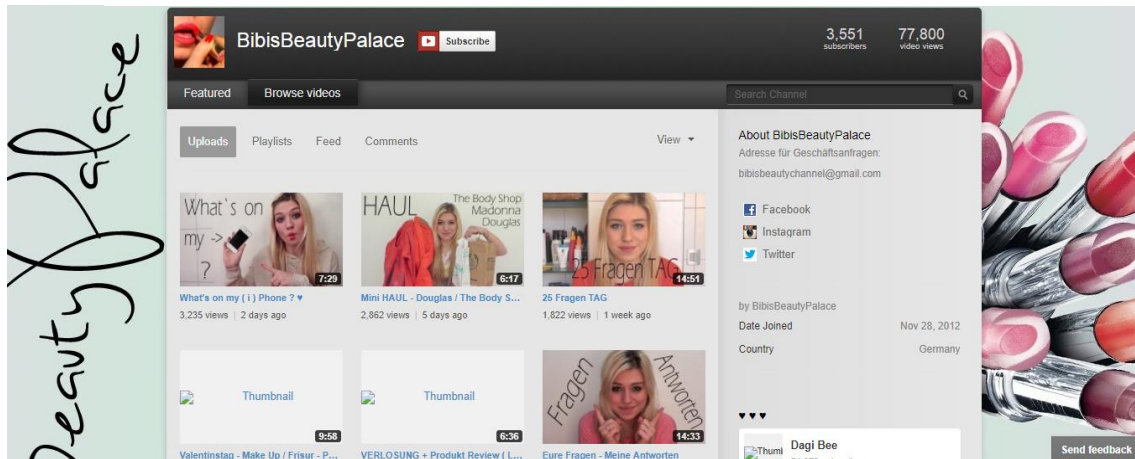 Beauty Palace
BibisBeautyPalace
Subscribe
3,551
subscribers
77,800
video views
Featured
Browse videos
Search Channel
Uploads
Playlists
Feed
Comments
View
What's on
my ->
?
7:29
What's on my ( i ) Phone ? ♥
3,235 views | 2 days ago
HAUL
The Body Shop
Madonna
Douglas
6:17
Mini HAUL - Douglas / The Body S...
2,862 views | 5 days ago
25 Fragen TAG
14:51
25 Fragen TAG
1,822 views | 1 week ago
Thumbnail
9:58
Valentinstag - Make Up / Frisur - P...
Thumbnail
6:36
VERLOSUNG + Produkt Review ( L...
Fragen
Antworten
14:33
Eure Fragen - Meine Antworten
About BibisBeautyPalace
Adresse für Geschäftsanfragen:
bibisbeautychannel@gmail.com
Facebook
Instagram
Twitter
by BibisBeautyPalace
Date Joined
Nov 28, 2012
Country
Germany
♥ ♥ ♥
Thuml
Dagi Bee
Send feedback